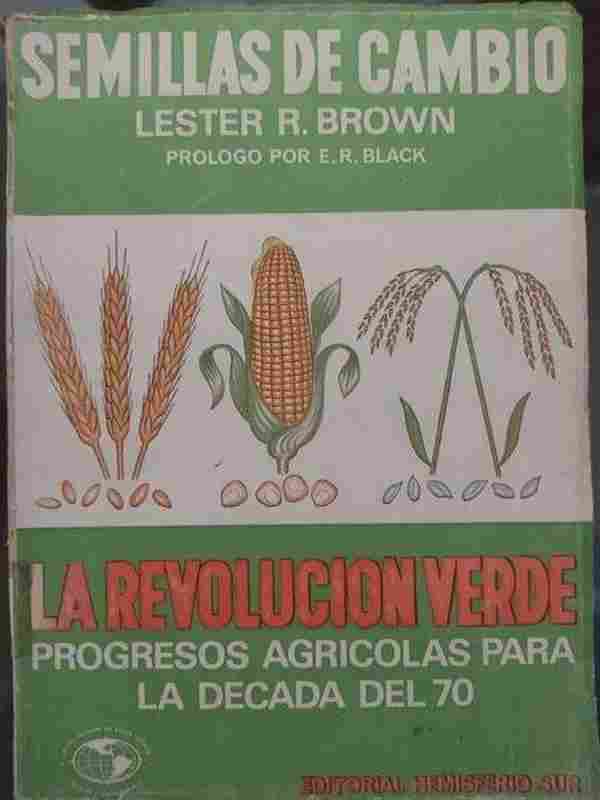 SEMILLAS DE CAMBIO
LESTER R. BROWN
PROLOGO POR E.R. BLACK
LA REVOLUCION VERDE
PROGRESOS AGRICOLAS PARA
LA DECADA DEL 70
EDITORIAL HEMISFERIO SUR